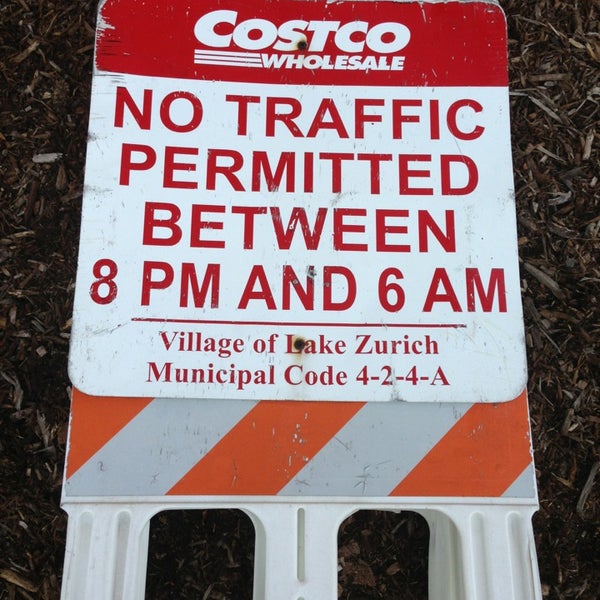 COSTCO
WHOLESALE
NO TRAFFIC
PERMITTED
BETWEEN
8 PM AND 6 AM
Village of Lake Zurich
Municipal Code 4-2-4-A